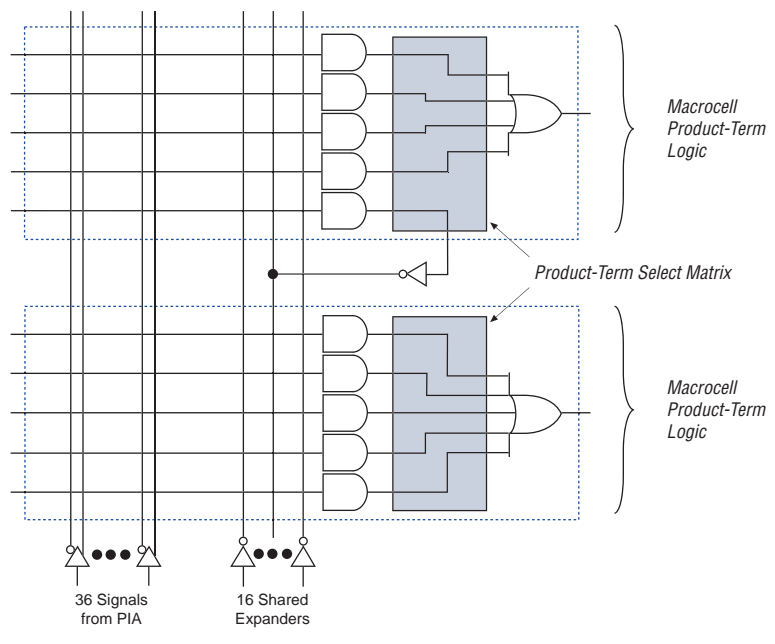 Macrocell
Product-Term
Logic
Product-Term Select Matrix
Macrocell
Product-Term
Logic
36 Signals
from PIA
16 Shared
Expanders